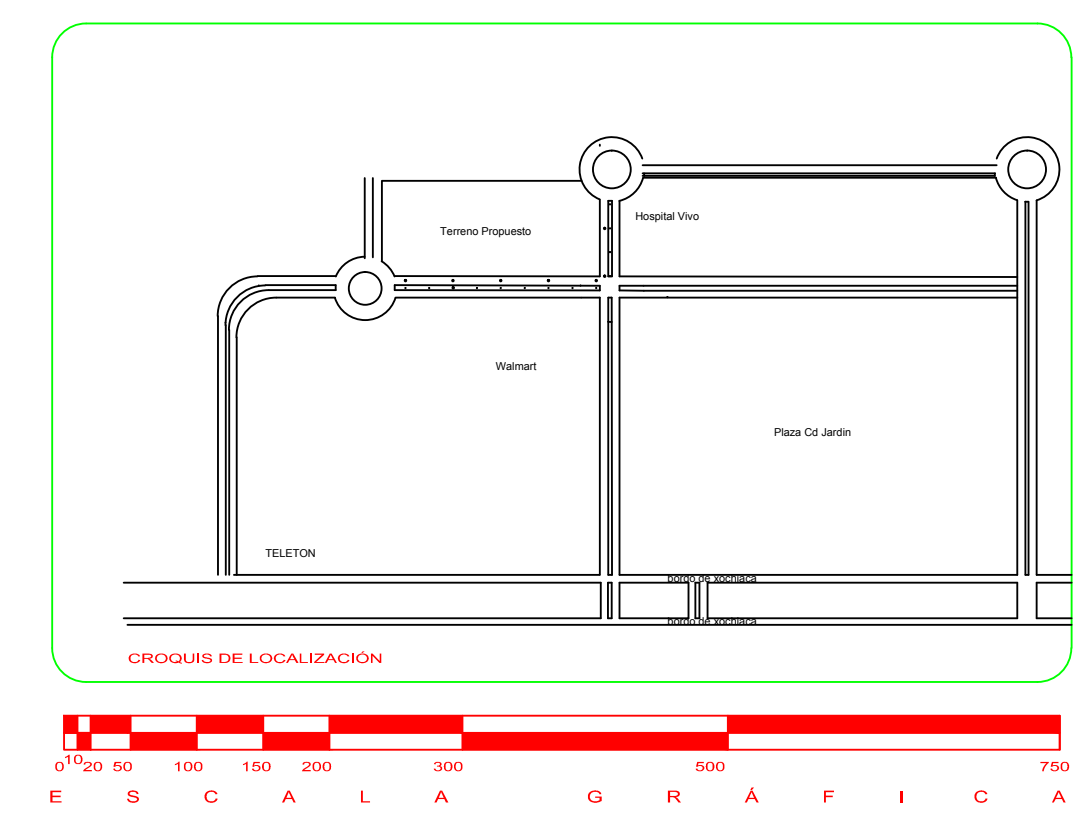 Hospital Vivo
Terreno Propuesto
Walmart
Plaza Cd Jardin
TELETON
bordo de xochiaca
bordo de xochiaca
CROQUIS DE LOCALIZACIÓN
0 10 20 50 100 150 200 300 500 750
E S C A L A G R Á F I C A